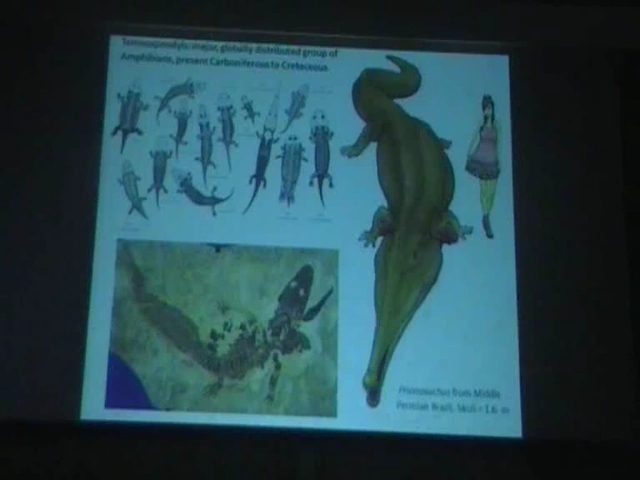 Temnospondyls: major, globally distributed group of
Amphibians, present Carboniferous to Cretaceous
Prionosuchus from Middle
Permian Brazil. Skull = 1.6 m